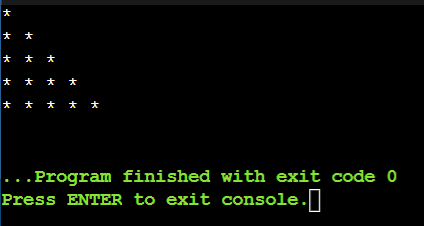 *
* *
* * *
* * * *
* * * * *
...Program finished with exit code 0
Press ENTER to exit console.